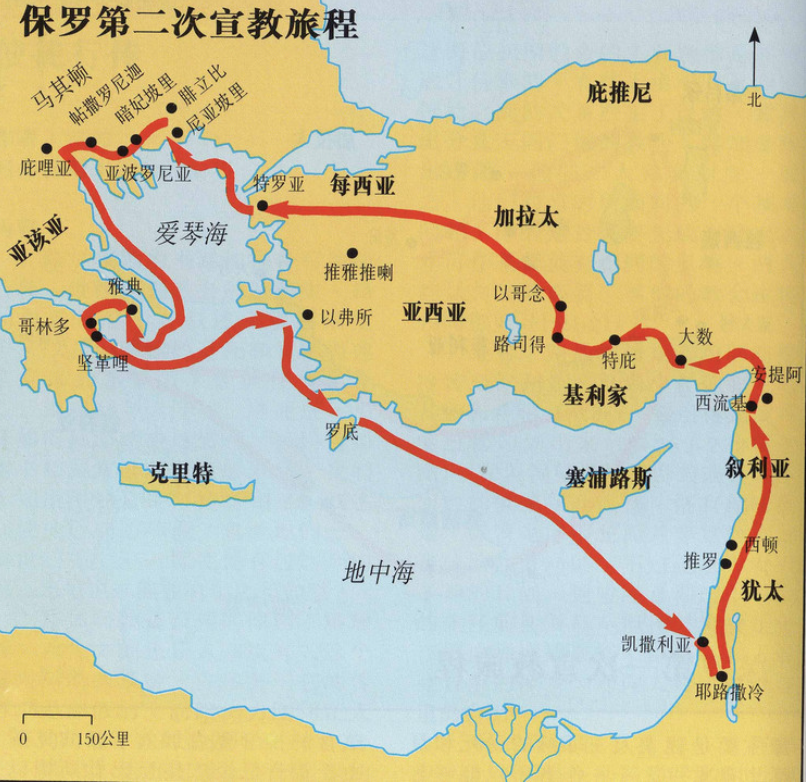 保罗第二次宣教旅程
北
庇推尼
马其顿
帖撒罗尼迦
暗妃坡里
腓立比
尼亚坡里
庇哩亚
亚波罗尼亚
特罗亚
每西亚
加拉太
亚该亚
爱琴海
推雅推喇
雅典
以哥念
以弗所
亚西亚
哥林多
坚革哩
路司得
特庇
大数
安提阿
基利家
西流基
罗底
克里特
塞浦路斯
叙利亚
西顿
推罗
地中海
犹太
凯撒利亚
耶路撒冷
0 150公里